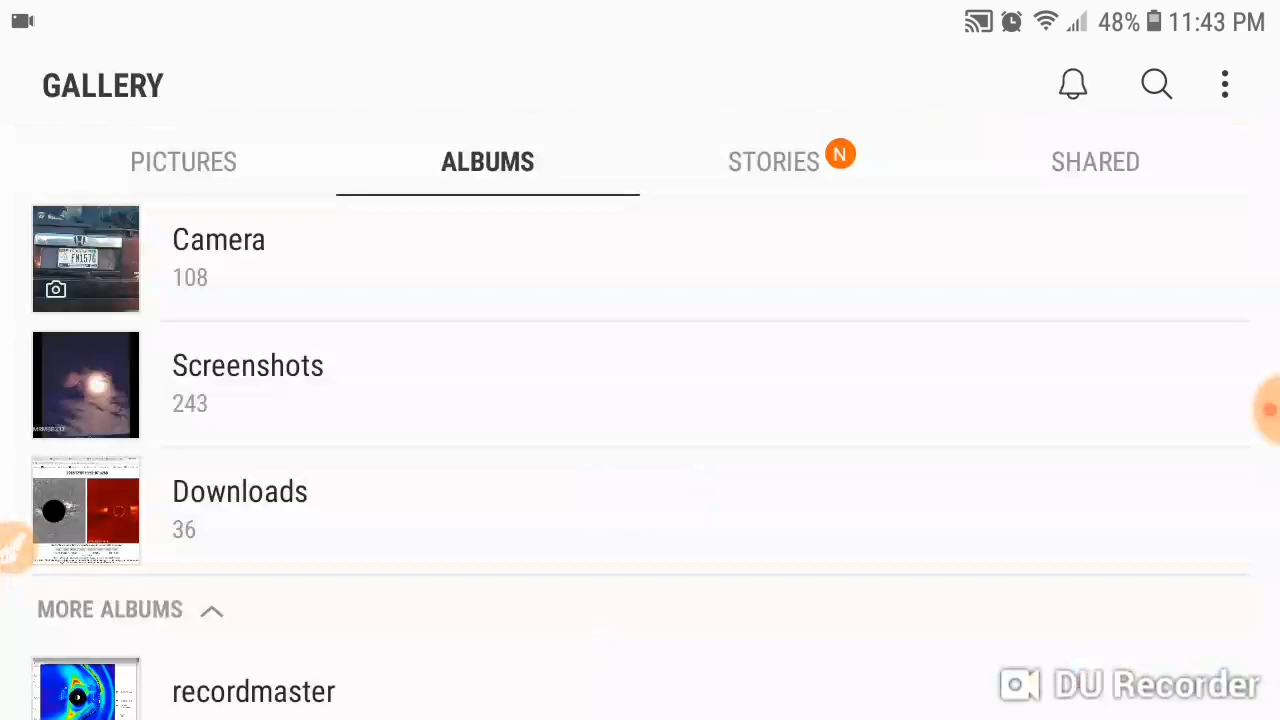 48% 11:43 PM
GALLERY
PICTURES ALBUMS STORIES N SHARED
Camera
108
Screenshots
243
Downloads
36
MORE ALBUMS
recordmaster
DU Recorder